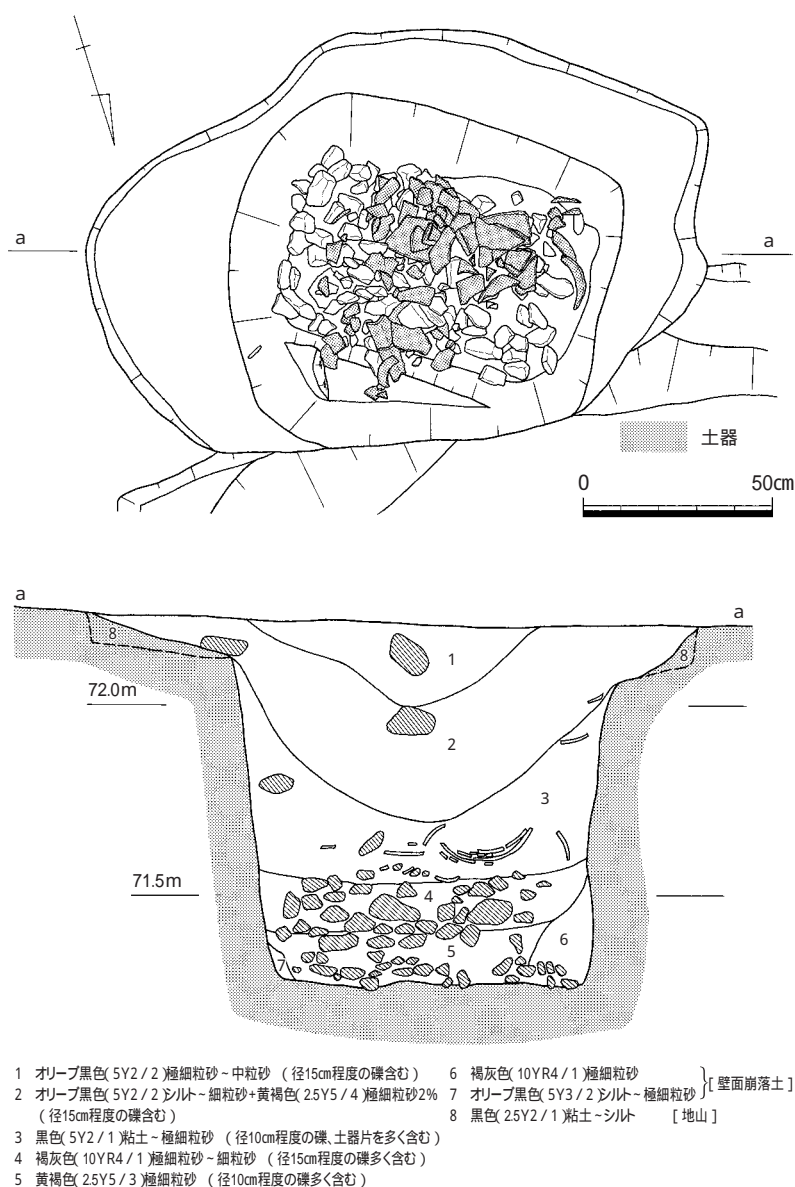 a
a
土器
0 50㎝
a
a
8
1
8
72.0m
2
3
71.5m
4
5
6
7
1 オリーブ黒色(5Y2/2)極細粒砂~中粒砂 (径15㎝程度の礫含む)
2 オリーブ黒色(5Y2/2)シルト~細粒砂+黄褐色(2.5Y5/4)極細粒砂2%
(径15㎝程度の礫含む)
3 黒色(5Y2/1)粘土~極細粒砂 (径10㎝程度の礫、土器片を多く含む)
4 褐灰色(10YR4/1)極細粒砂~細粒砂 (径15㎝程度の礫多く含む)
5 黄褐色(2.5Y5/3)極細粒砂 (径10㎝程度の礫多く含む)
6 褐灰色(10YR4/1)極細粒砂
7 オリーブ黒色(5Y3/2)シルト~極細粒砂
[壁面崩落土]
8 黒色(2.5Y2/1)粘土~シルト [地山]